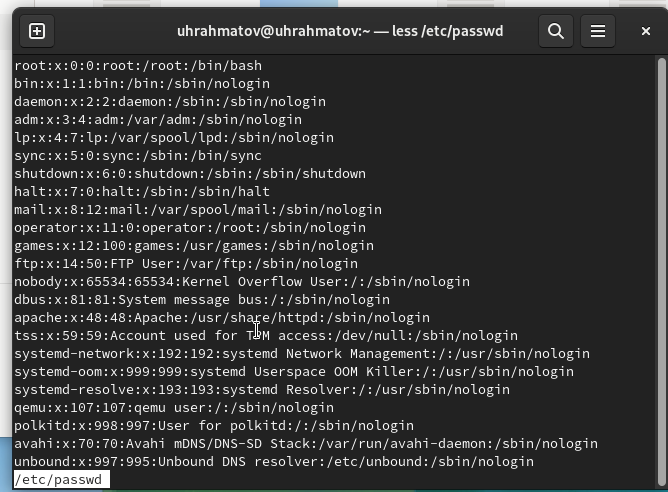 uhrahmatov@uhrahmatov:~ — less /etc/passwd
root:x:0:0:root:/root:/bin/bash
bin:x:1:1:bin:/bin:/sbin/nologin
daemon:x:2:2:daemon:/sbin:/sbin/nologin
adm:x:3:4:adm:/var/adm:/sbin/nologin
lp:x:4:7:lp:/var/spool/lpd:/sbin/nologin
sync:x:5:0:sync:/sbin:/bin/sync
shutdown:x:6:0:shutdown:/sbin:/sbin/shutdown
halt:x:7:0:halt:/sbin:/sbin/halt
mail:x:8:12:mail:/var/spool/mail:/sbin/nologin
operator:x:11:0:operator:/root:/sbin/nologin
games:x:12:100:games:/usr/games:/sbin/nologin
ftp:x:14:50:FTP User:/var/ftp:/sbin/nologin
nobody:x:65534:65534:Kernel Overflow User:/:/sbin/nologin
dbus:x:81:81:System message bus:/:/sbin/nologin
apache:x:48:48:Apache:/usr/share/httpd:/sbin/nologin
tss:x:59:59:Account used for TPM access:/dev/null:/sbin/nologin
systemd-network:x:192:192:systemd Network Management:/:/usr/sbin/nologin
systemd-oom:x:999:999:systemd Userspace OOM Killer:/:/usr/sbin/nologin
systemd-resolve:x:193:193:systemd Resolver:/:/usr/sbin/nologin
qemu:x:107:107:qemu user:/:/sbin/nologin
polkitd:x:998:997:User for polkitd:/:/sbin/nologin
avahi:x:70:70:Avahi mDNS/DNS-SD Stack:/var/run/avahi-daemon:/sbin/nologin
unbound:x:997:995:Unbound DNS resolver:/etc/unbound:/sbin/nologin
/etc/passwd